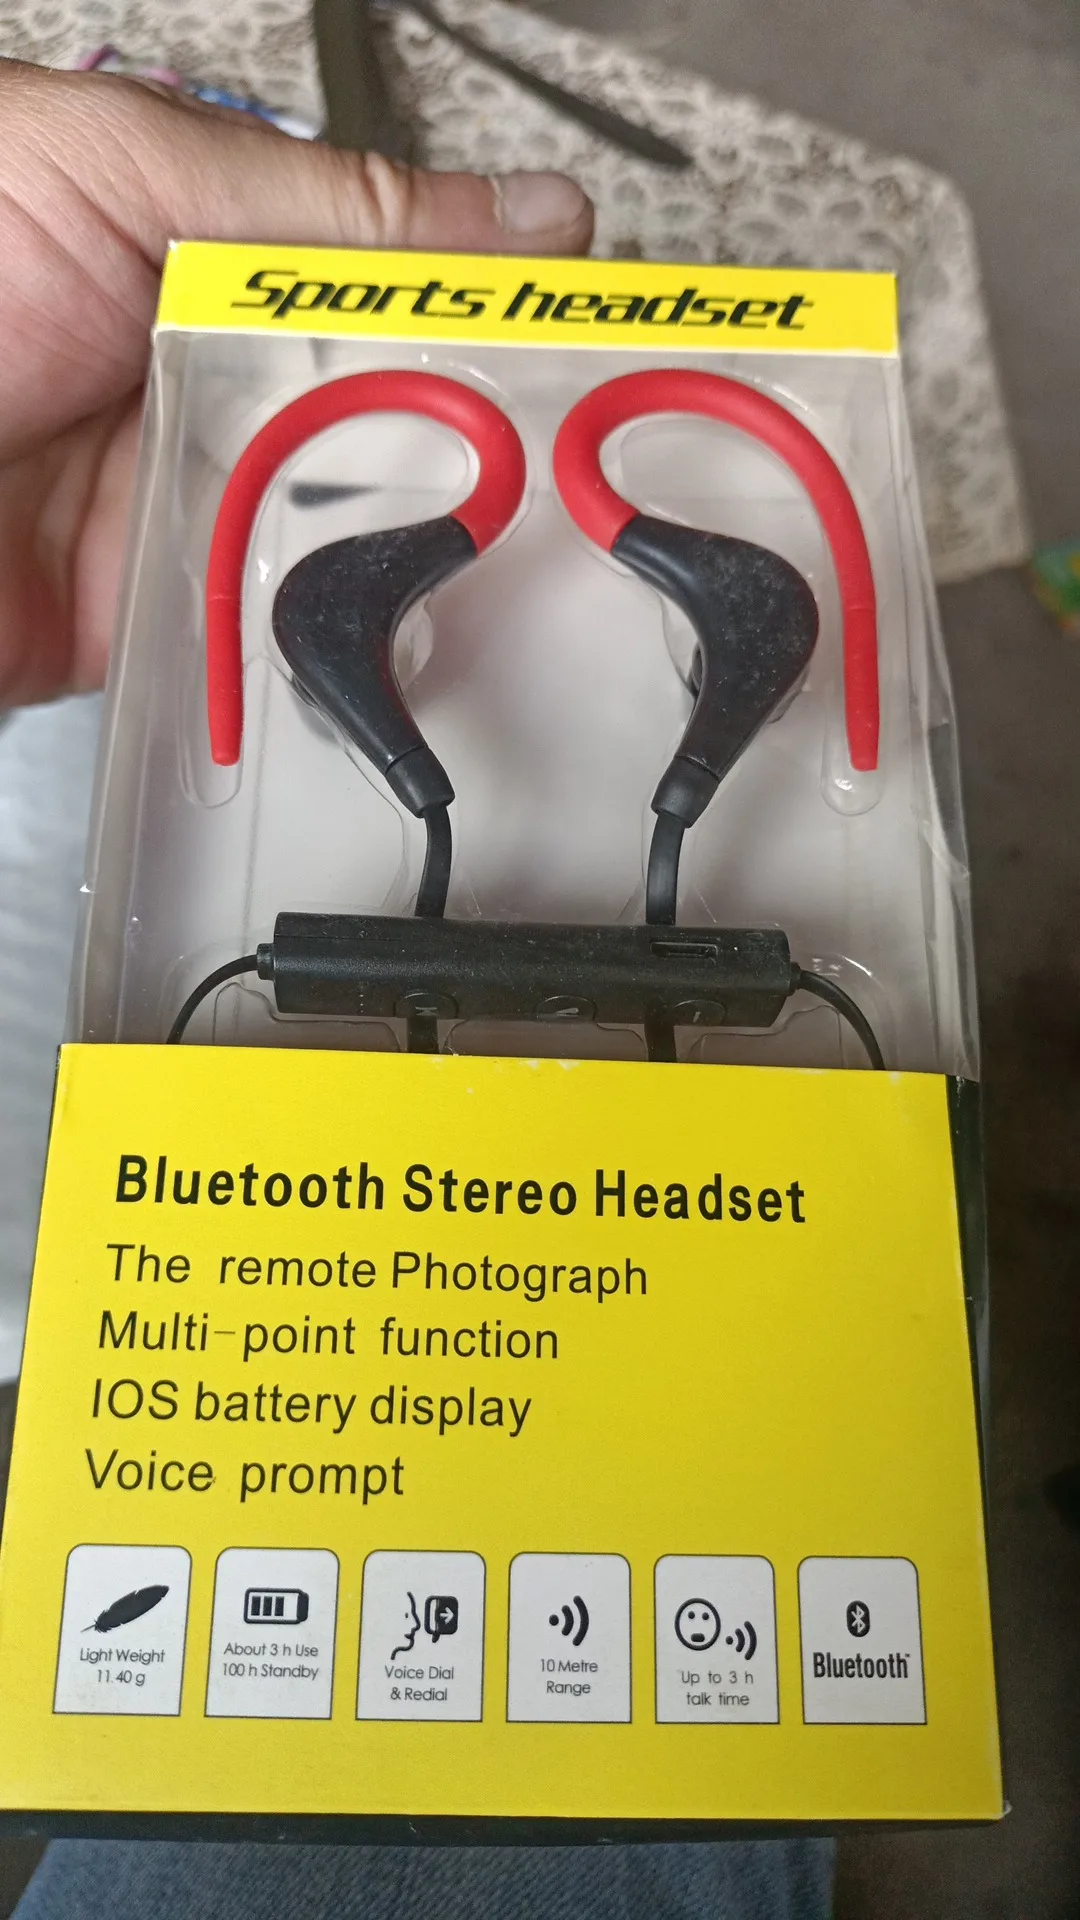 Sports headset
Bluetooth Stereo Headset
The remote Photograph
Multi-point function
IOS battery display
Voice prompt
Light Weight
11.40 g
About 3 h Use
100 h Standby
Voice Dial
& Redial
10 Metre
Range
Up to 3 h
talk time
Bluetooth